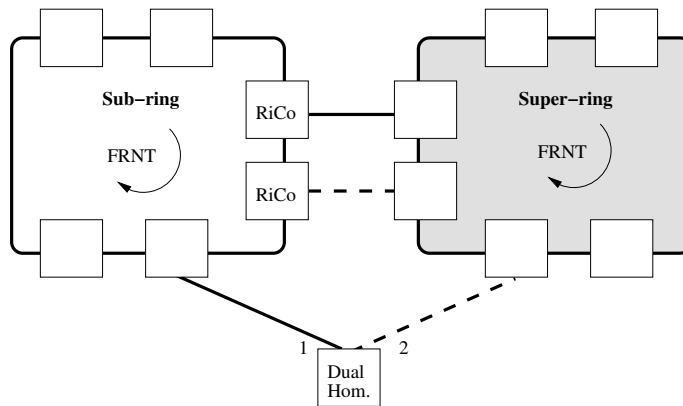 Sub-ring
FRNT
RiCo
RiCo
Super-ring
FRNT
1
2
Dual
Hom.